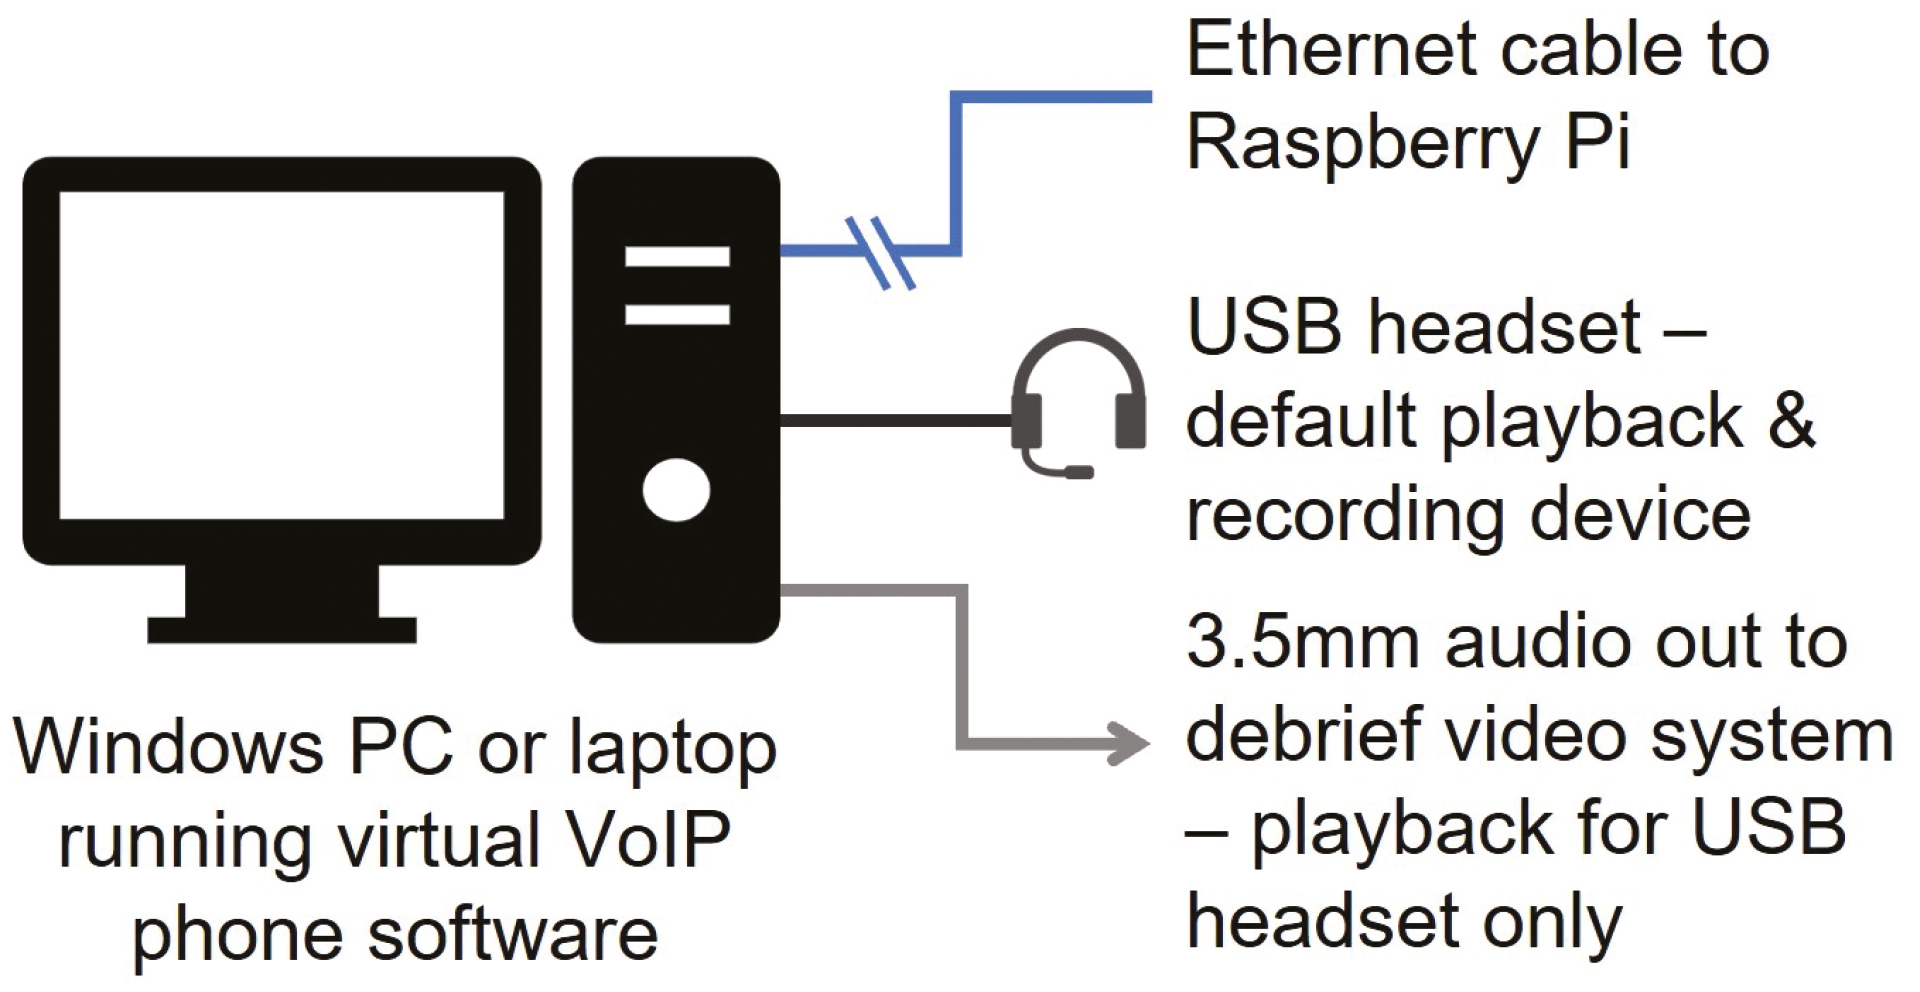 Ethernet cable to
Raspberry Pi
USB headset –
default playback &
recording device
3.5mm audio out to
debrief video system
– playback for USB
headset only
Windows PC or laptop
running virtual VoIP
phone software